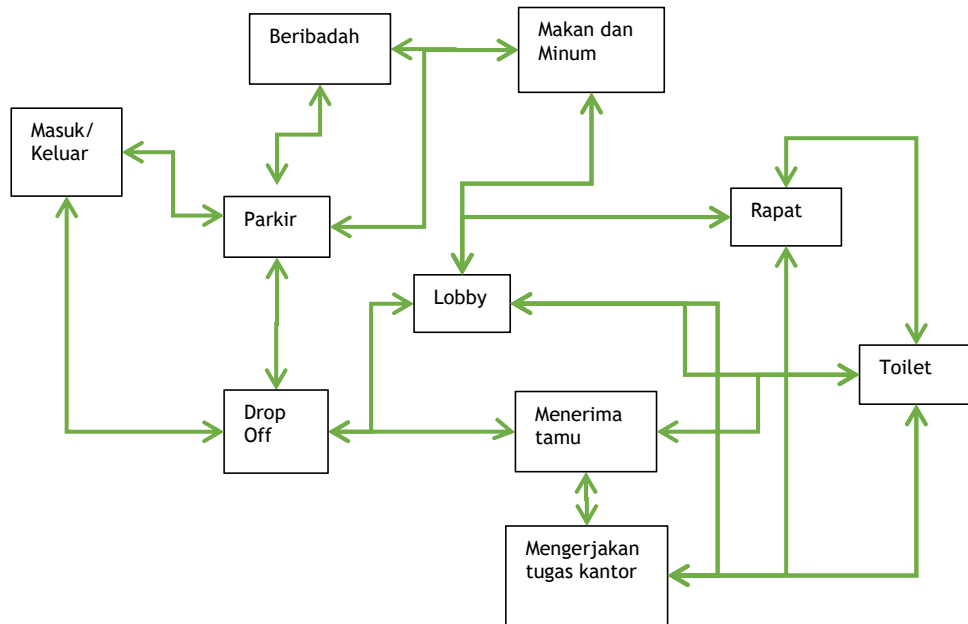 Beribadah
Makan dan
Minum
Masuk/
Keluar
Parkir
Rapat
Lobby
Toilet
Drop
Off
Menerima
tamu
Mengerjakan
tugas kantor